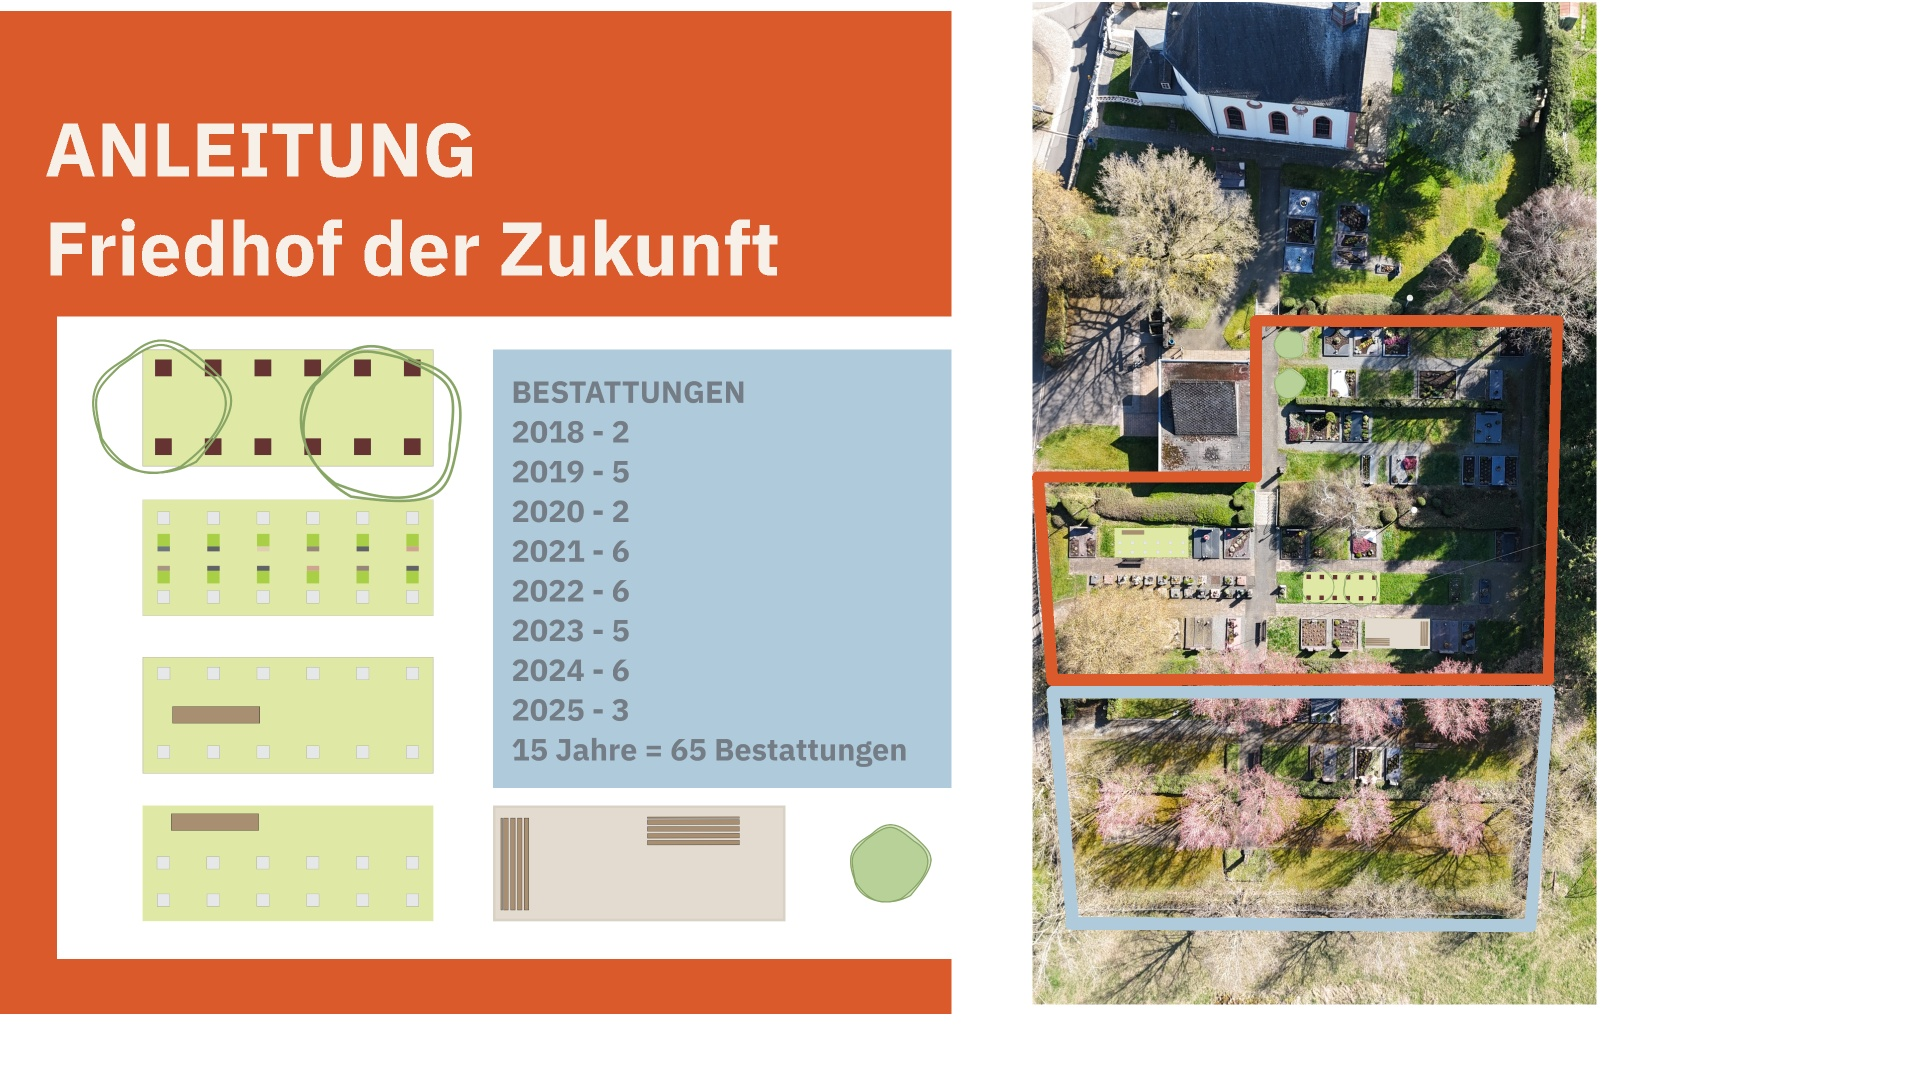 ANLEITUNG
Friedhof der Zukunft
BESTATTUNGEN
2018 - 2
2019 - 5
2020 - 2
2021 - 6
2022 - 6
2023 - 5
2024 - 6
2025 - 3
15 Jahre = 65 Bestattungen